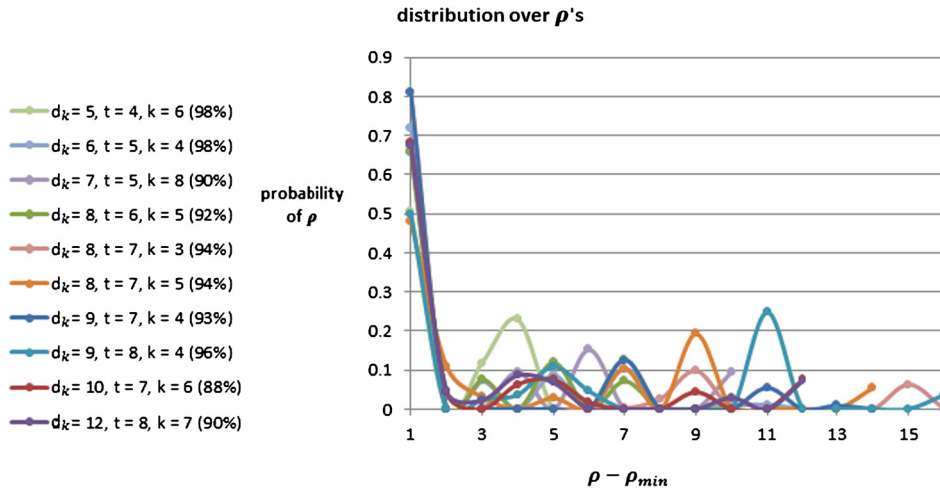 distribution over ρ's
d_k = 5, t = 4, k = 6 (98%)
d_k = 6, t = 5, k = 4 (98%)
d_k = 7, t = 5, k = 8 (90%)
d_k = 8, t = 6, k = 5 (92%)
d_k = 8, t = 7, k = 3 (94%)
d_k = 8, t = 7, k = 5 (94%)
d_k = 9, t = 7, k = 4 (93%)
d_k = 9, t = 8, k = 4 (96%)
d_k = 10, t = 7, k = 6 (88%)
d_k = 12, t = 8, k = 7 (90%)
probability
of ρ
0.9
0.8
0.7
0.6
0.5
0.4
0.3
0.2
0.1
0
1 3 5 7 9 11 13 15
ρ − ρ_min